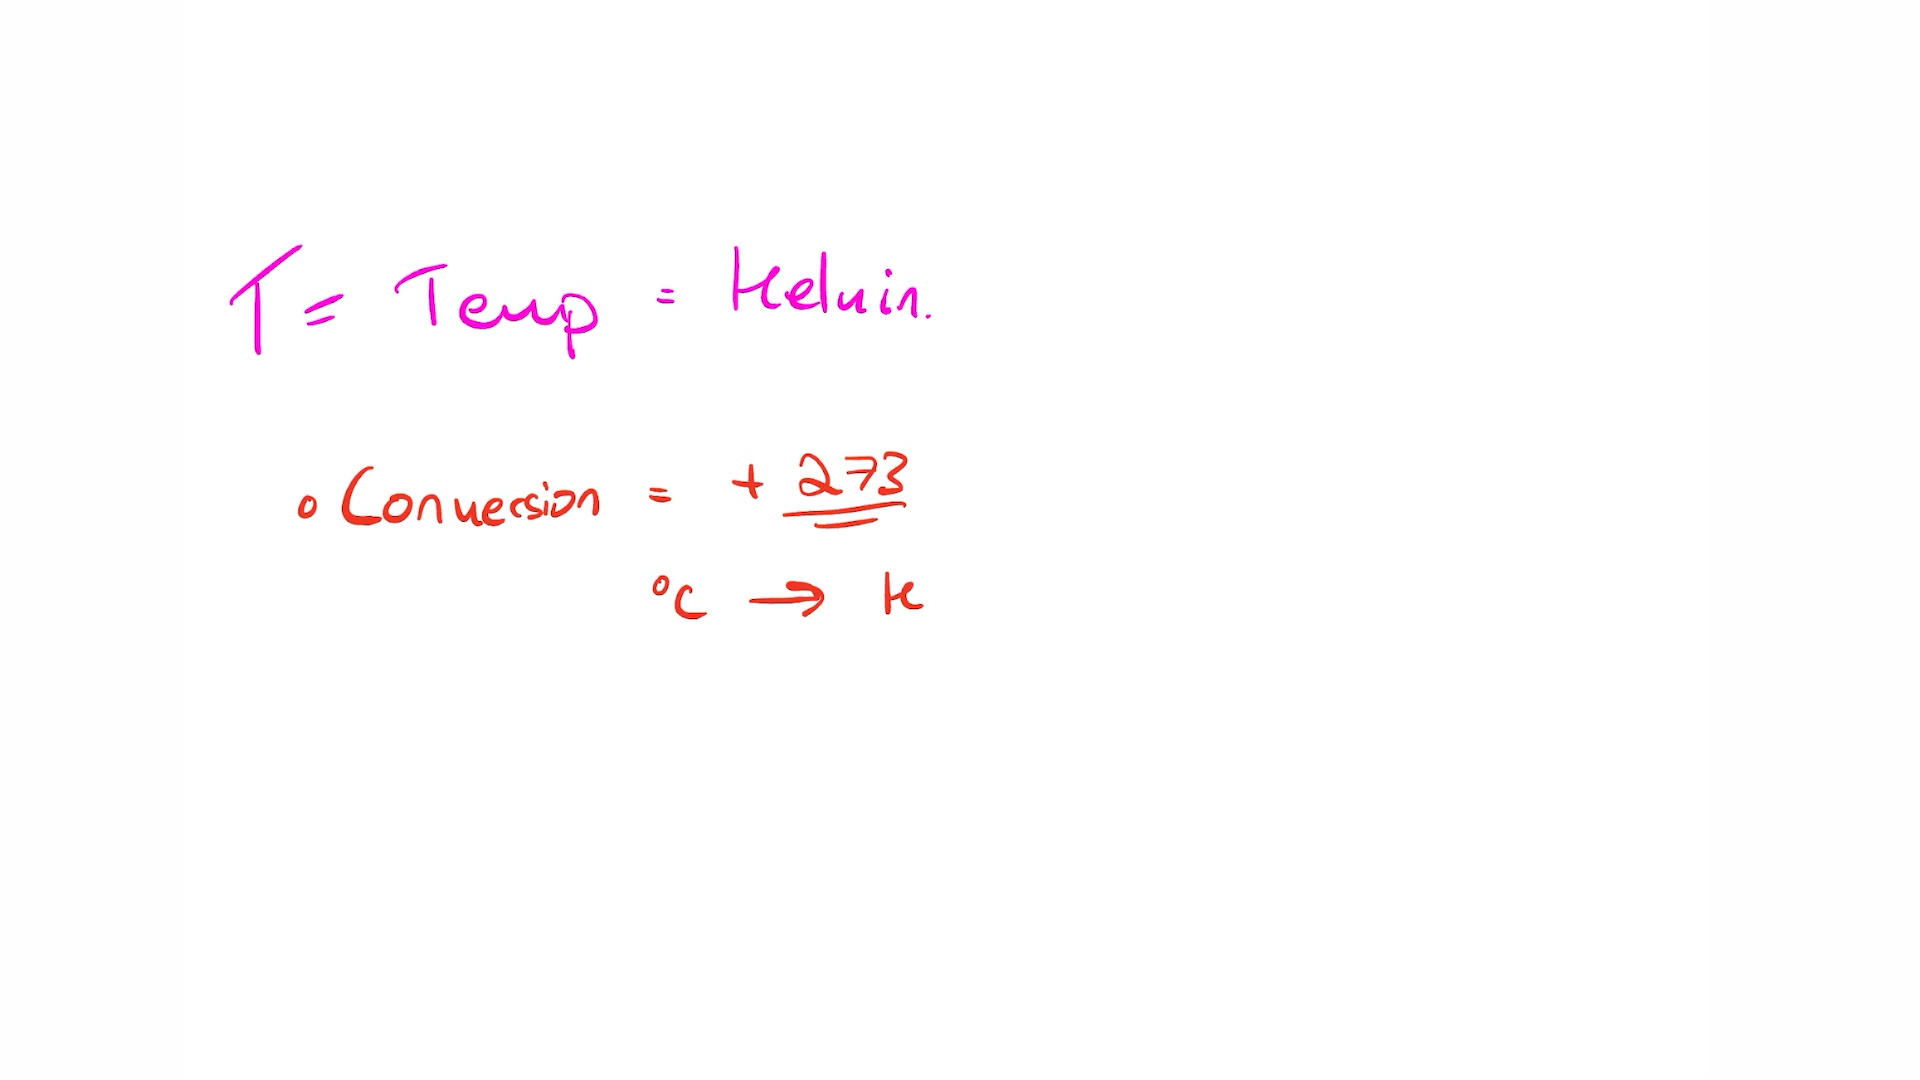 T = Temp = Kelvin.
o Conversion = + 273
°C → K